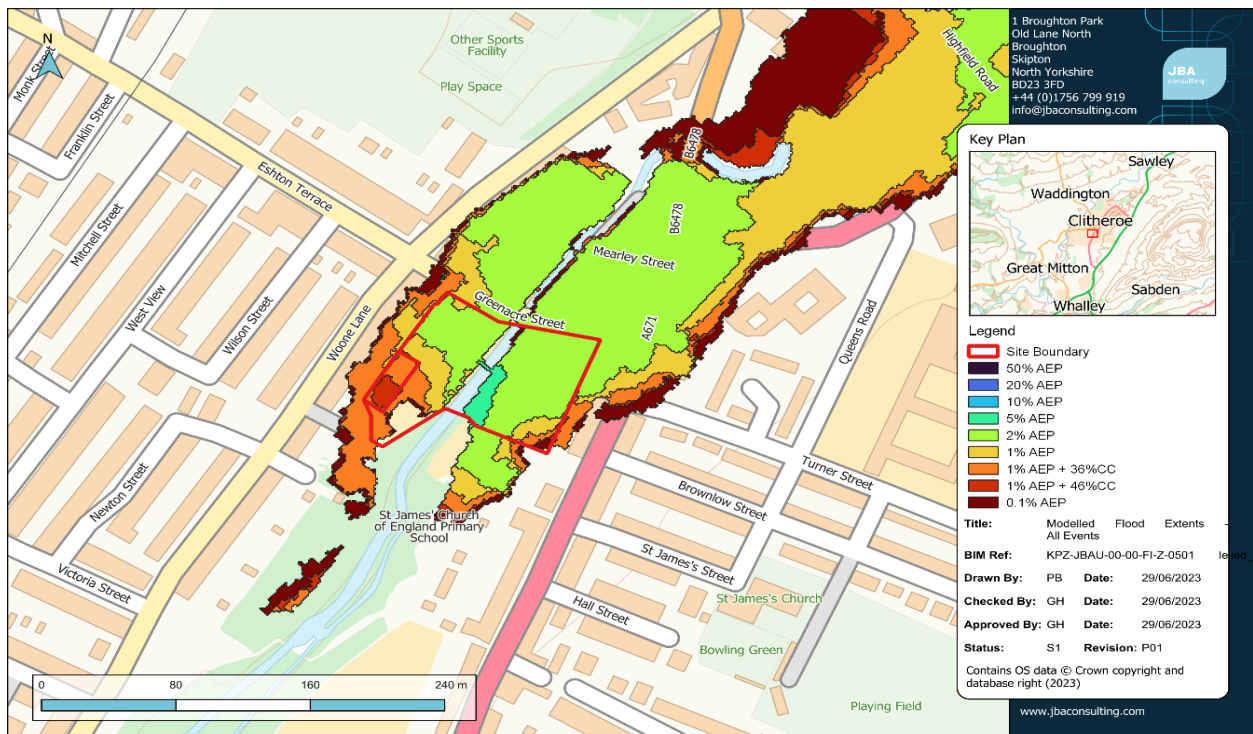 N
Monk Street
Franklin Street
Mitchell Street
Eshton Terrace
West View
Wilson Street
Woone Lane
Newton Street
Victoria Street
Other Sports
Facility
Play Space
B6478
Highfield Road
B6478
Mearley Street
Greenacre Street
A671
Queens Road
Turner Street
Brownlow Street
St James's Street
Hall Street
St James' Church
of England Primary
School
St James's Church
Bowling Green
Playing Field
0 80 160 240 m
1 Broughton Park
Old Lane North
Broughton
Skipton
North Yorkshire
BD23 3FD
+44 (0)1756 799 919
info@jbaconsulting.com
JBA
consulting
Key Plan
Sawley
Waddington
Clitheroe
Great Mitton
Sabden
Whalley
Legend
Site Boundary
50% AEP
20% AEP
10% AEP
5% AEP
2% AEP
1% AEP
1% AEP + 36%CC
1% AEP + 46%CC
0.1% AEP
Title: Modelled Flood Extents -
All Events
BIM Ref: KPZ-JBAU-00-00-FI-Z-0501
Drawn By: PB Date: 29/06/2023
Checked By: GH Date: 29/06/2023
Approved By: GH Date: 29/06/2023
Status: S1 Revision: P01
Contains OS data © Crown copyright and
database right (2023)
www.jbaconsulting.com